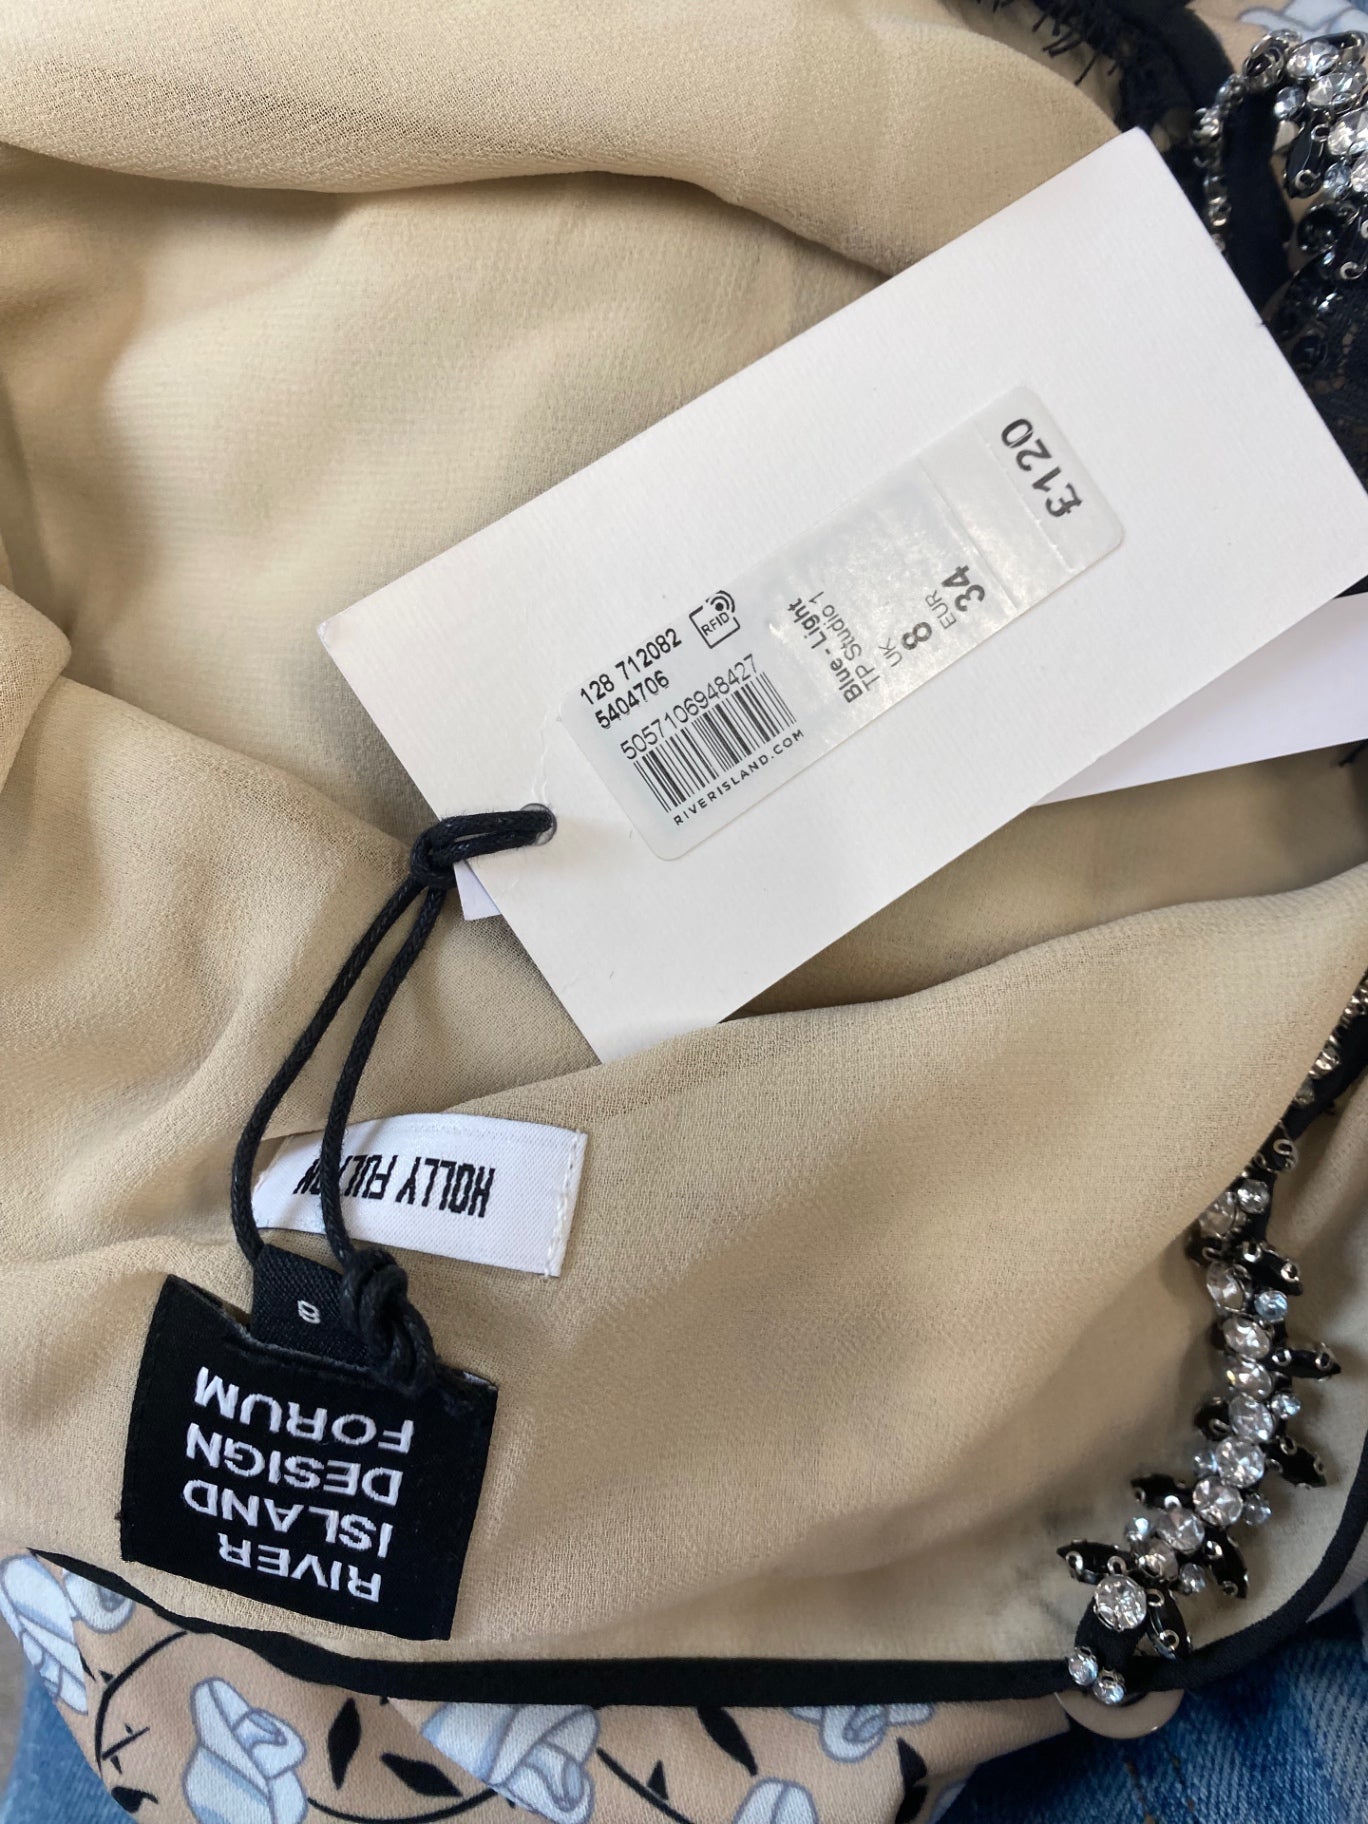 £120
128 712082
5404706
RFID
5057106948427
RIVERISLAND.COM
Blue - Light
TP Studio 1
UK
8
EUR
34
HOLLY FULTON
8
RIVER
ISLAND
DESIGN
FORUM